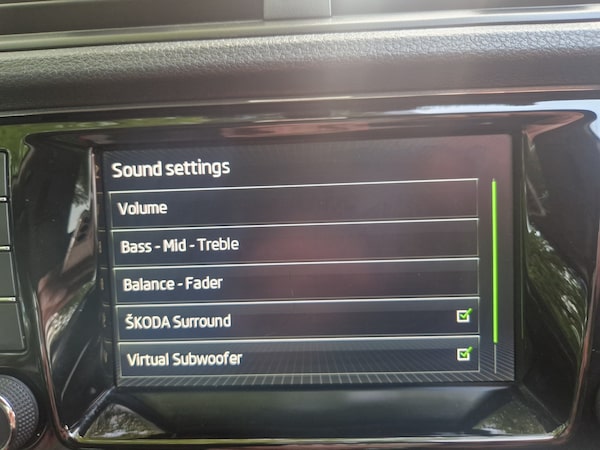 Sound settings
Volume
Bass - Mid - Treble
Balance - Fader
ŠKODA Surround
Virtual Subwoofer